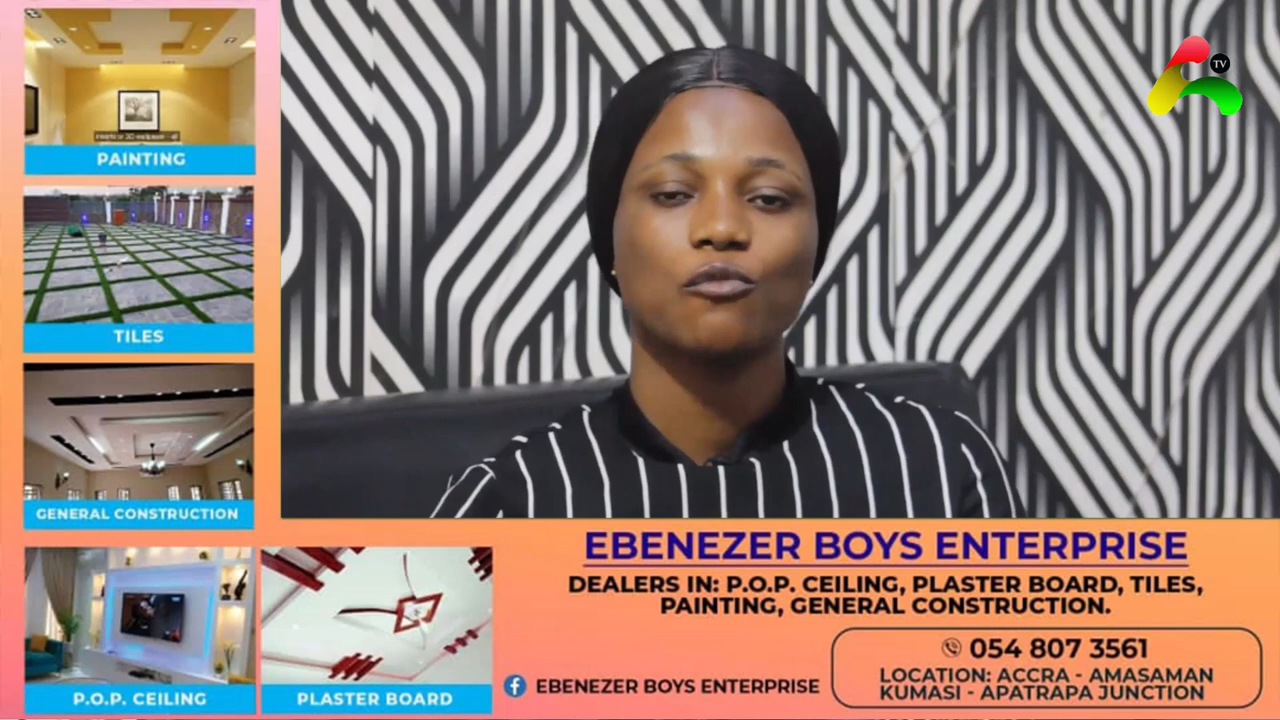 TV
PAINTING
TILES
GENERAL CONSTRUCTION
P.O.P. CEILING
PLASTER BOARD
EBENEZER BOYS ENTERPRISE
DEALERS IN: P.O.P. CEILING, PLASTER BOARD, TILES,
PAINTING, GENERAL CONSTRUCTION.
054 807 3561
LOCATION: ACCRA - AMASAMAN
KUMASI - APATRAPA JUNCTION
EBENEZER BOYS ENTERPRISE